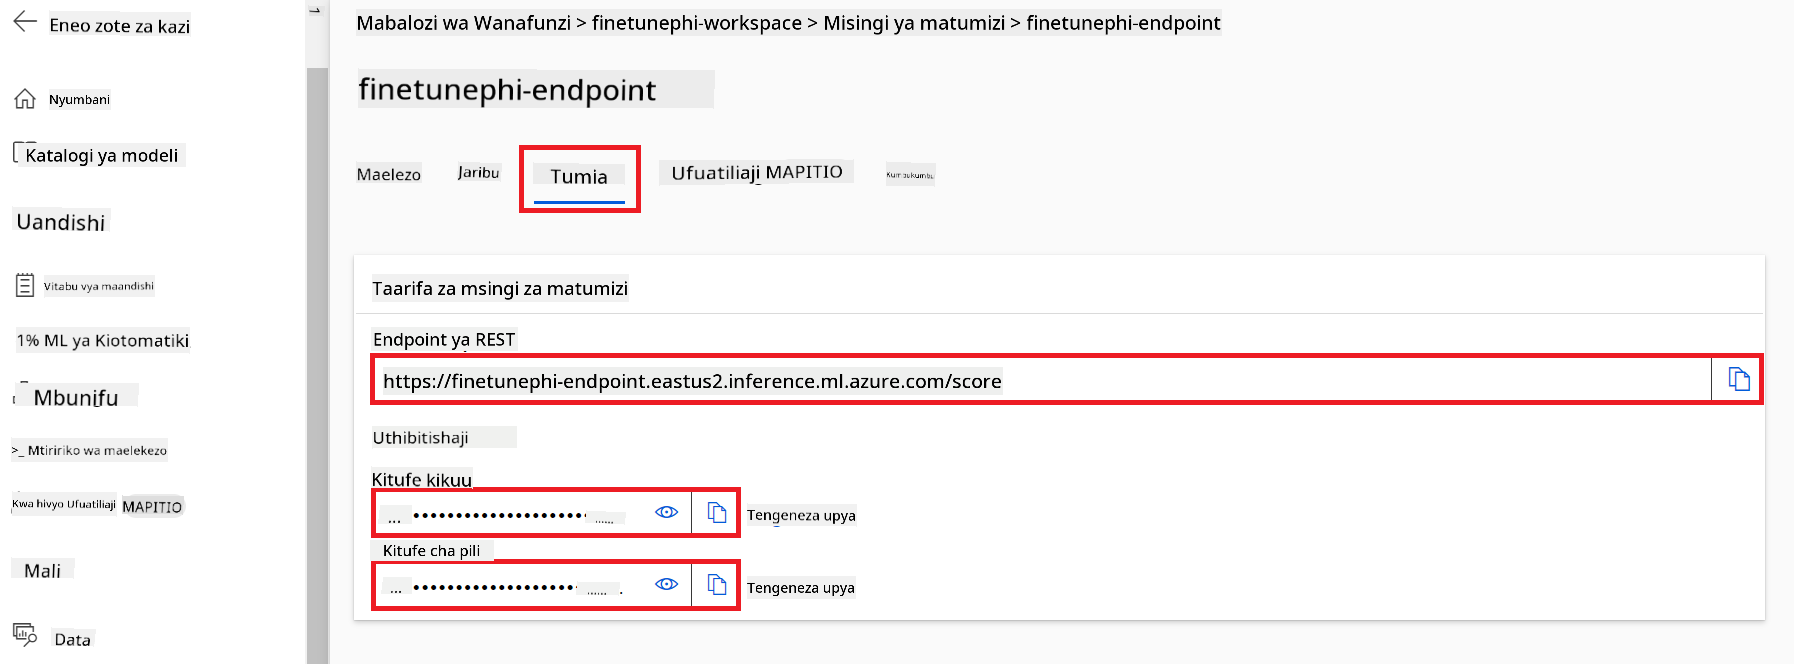 Eneo zote za kazi
Nyumbani
Katalogi ya modeli
Uandishi
Vitabu vya maandishi
1% ML ya Kiotomatiki
Mbunifu
>_ Mtiririko wa maelekezo
Kwa hivyo Ufuatiliaji MAPITIO
Mali
Data
Mabalozi wa Wanafunzi > finetunephi-workspace > Misingi ya matumizi > finetunephi-endpoint
finetunephi-endpoint
Maelezo Jaribu Tumia Ufuatiliaji MAPITIO Kumbukumbu
Taarifa za msingi za matumizi
Endpoint ya REST
https://finetunephi-endpoint.eastus2.inference.ml.azure.com/score
Uthibitishaji
Kitufe kikuu
Tengeneza upya
Kitufe cha pili
Tengeneza upya